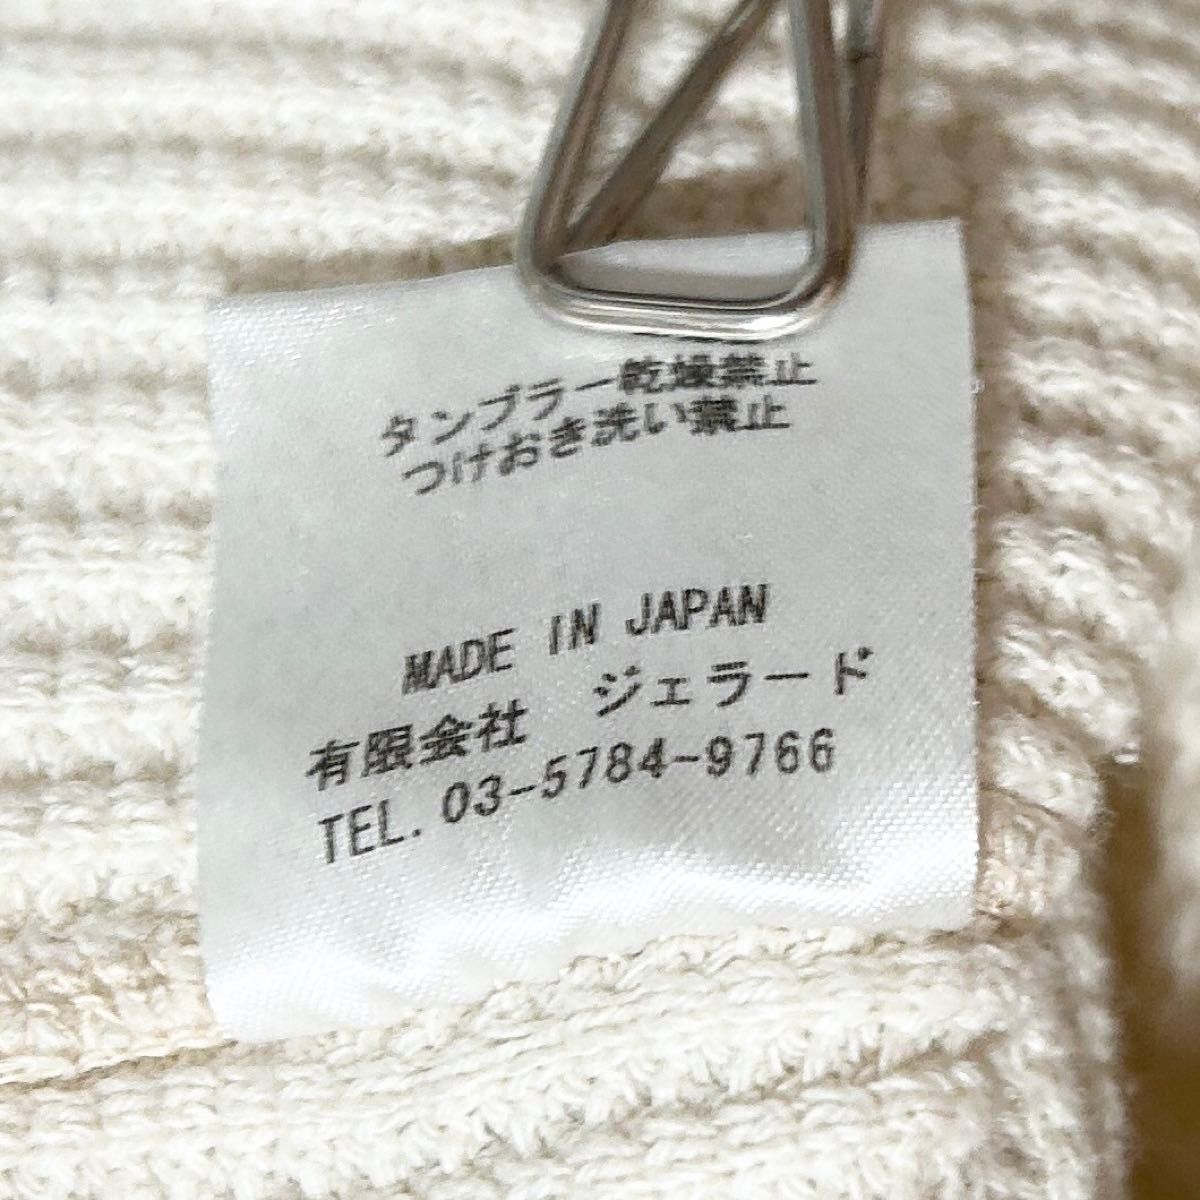 タンブラー乾燥禁止
つけおき洗い禁止
MADE IN JAPAN
有限会社 ジェラード
TEL. 03-5784-9766